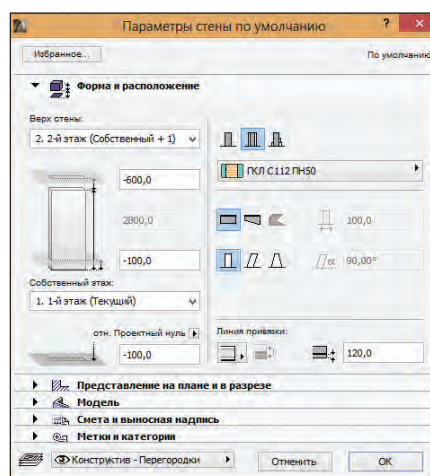 Параметры стены по умолчанию
?
×
Избранное...
По умолчанию
Форма и расположение
Верх стены:
2. 2-й этаж (Собственный + 1)
-600,0
2800,0
-100,0
Собственный этаж:
1. 1-й этаж (Текущий)
отн. Проектный нуль
-100,0
ГКЛ С112 ПН50
100,0
α
90,00°
Линия привязки:
120,0
Представление на плане и в разрезе
Модель
Смета и выносная надпись
Метки и категории
Конструктив - Перегородки
Отменить
ОК